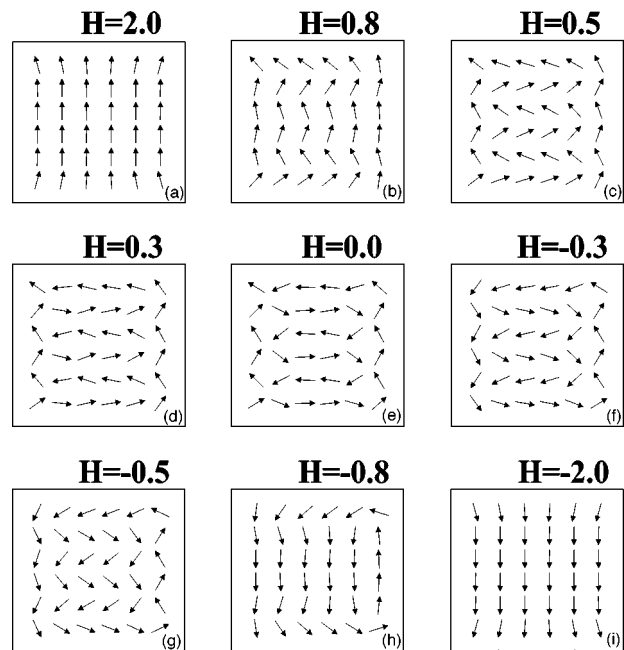 H=2.0 H=0.8 H=0.5
(a) (b) (c)
H=0.3 H=0.0 H=-0.3
(d) (e) (f)
H=-0.5 H=-0.8 H=-2.0
(g) (h) (i)